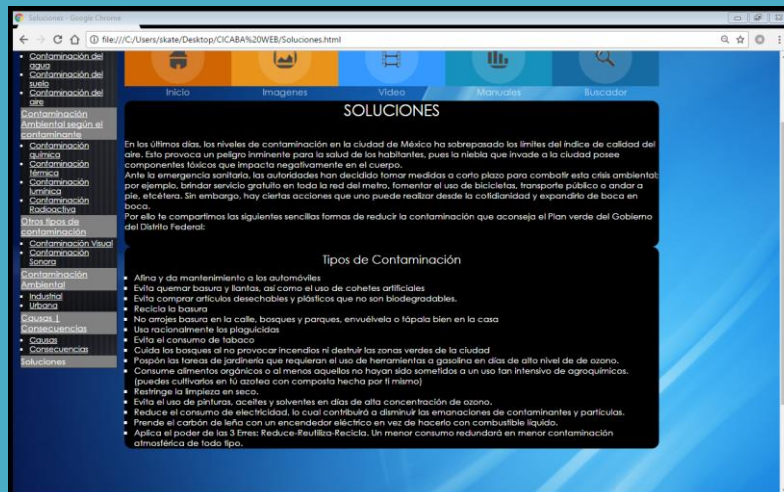 Soluciones - Google Chrome
file:///C:/Users/skate/Desktop/CICABA%20WEB/Soluciones.html
Contaminación del
agua
Contaminación del
suelo
Contaminación del
aire
Contaminación
Ambiental según el
contaminante
Contaminación
química
Contaminación
térmica
Contaminación
lumínica
Contaminación
Radioactiva
Otros tipos de
contaminación
Contaminación Visual
Contaminación
Sonora
Contaminación
Ambiental
Industrial
Urbana
Causas |
Consecuencias
Causas
Consecuencias
Soluciones
Inicio
Imagenes
Video
Manuales
Buscador
SOLUCIONES
En los últimos días, los niveles de contaminación en la ciudad de México ha sobrepasado los límites del índice de calidad del
aire. Esto provoca un peligro inminente para la salud de los habitantes, pues la niebla que invade a la ciudad posee
componentes tóxicos que impacta negativamente en el cuerpo.
Ante la emergencia sanitaria, las autoridades han decidido tomar medidas a corto plazo para combatir esta crisis ambiental:
por ejemplo, brindar servicio gratuito en toda la red del metro, fomentar el uso de bicicletas, transporte público o andar a
pie, etcétera. Sin embargo, hay ciertas acciones que uno puede realizar desde la cotidianidad y expandirlo de boca en
boca.
Por ello te compartimos las siguientes sencillas formas de reducir la contaminación que aconseja el Plan verde del Gobierno
del Distrito Federal:
Tipos de Contaminación
Afina y da mantenimiento a los automóviles
Evita quemar basura y llantas, así como el uso de cohetes artificiales
Evita comprar artículos desechables y plásticos que no son biodegradables.
Recicla la basura
No arrojes basura en la calle, bosques y parques, envuélvela o tápala bien en la casa
Usa racionalmente los plaguicidas
Evita el consumo de tabaco
Cuida los bosques al no provocar incendios ni destruir las zonas verdes de la ciudad
Pospón las tareas de jardinería que requieran el uso de herramientas a gasolina en días de alto nivel de de ozono.
Consume alimentos orgánicos o al menos aquellos no hayan sido sometidos a un uso tan intensivo de agroquímicos.
(puedes cultivarlos en tú azotea con composta hecha por ti mismo)
Restringe la limpieza en seco.
Evita el uso de pinturas, aceites y solventes en días de alta concentración de ozono.
Reduce el consumo de electricidad, lo cual contribuirá a disminuir las emanaciones de contaminantes y partículas.
Prende el carbón de leña con un encendedor eléctrico en vez de hacerlo con combustible líquido.
Aplica el poder de las 3 Erres: Reduce-Reutiliza-Recicla. Un menor consumo redundará en menor contaminación
atmosférica de todo tipo.